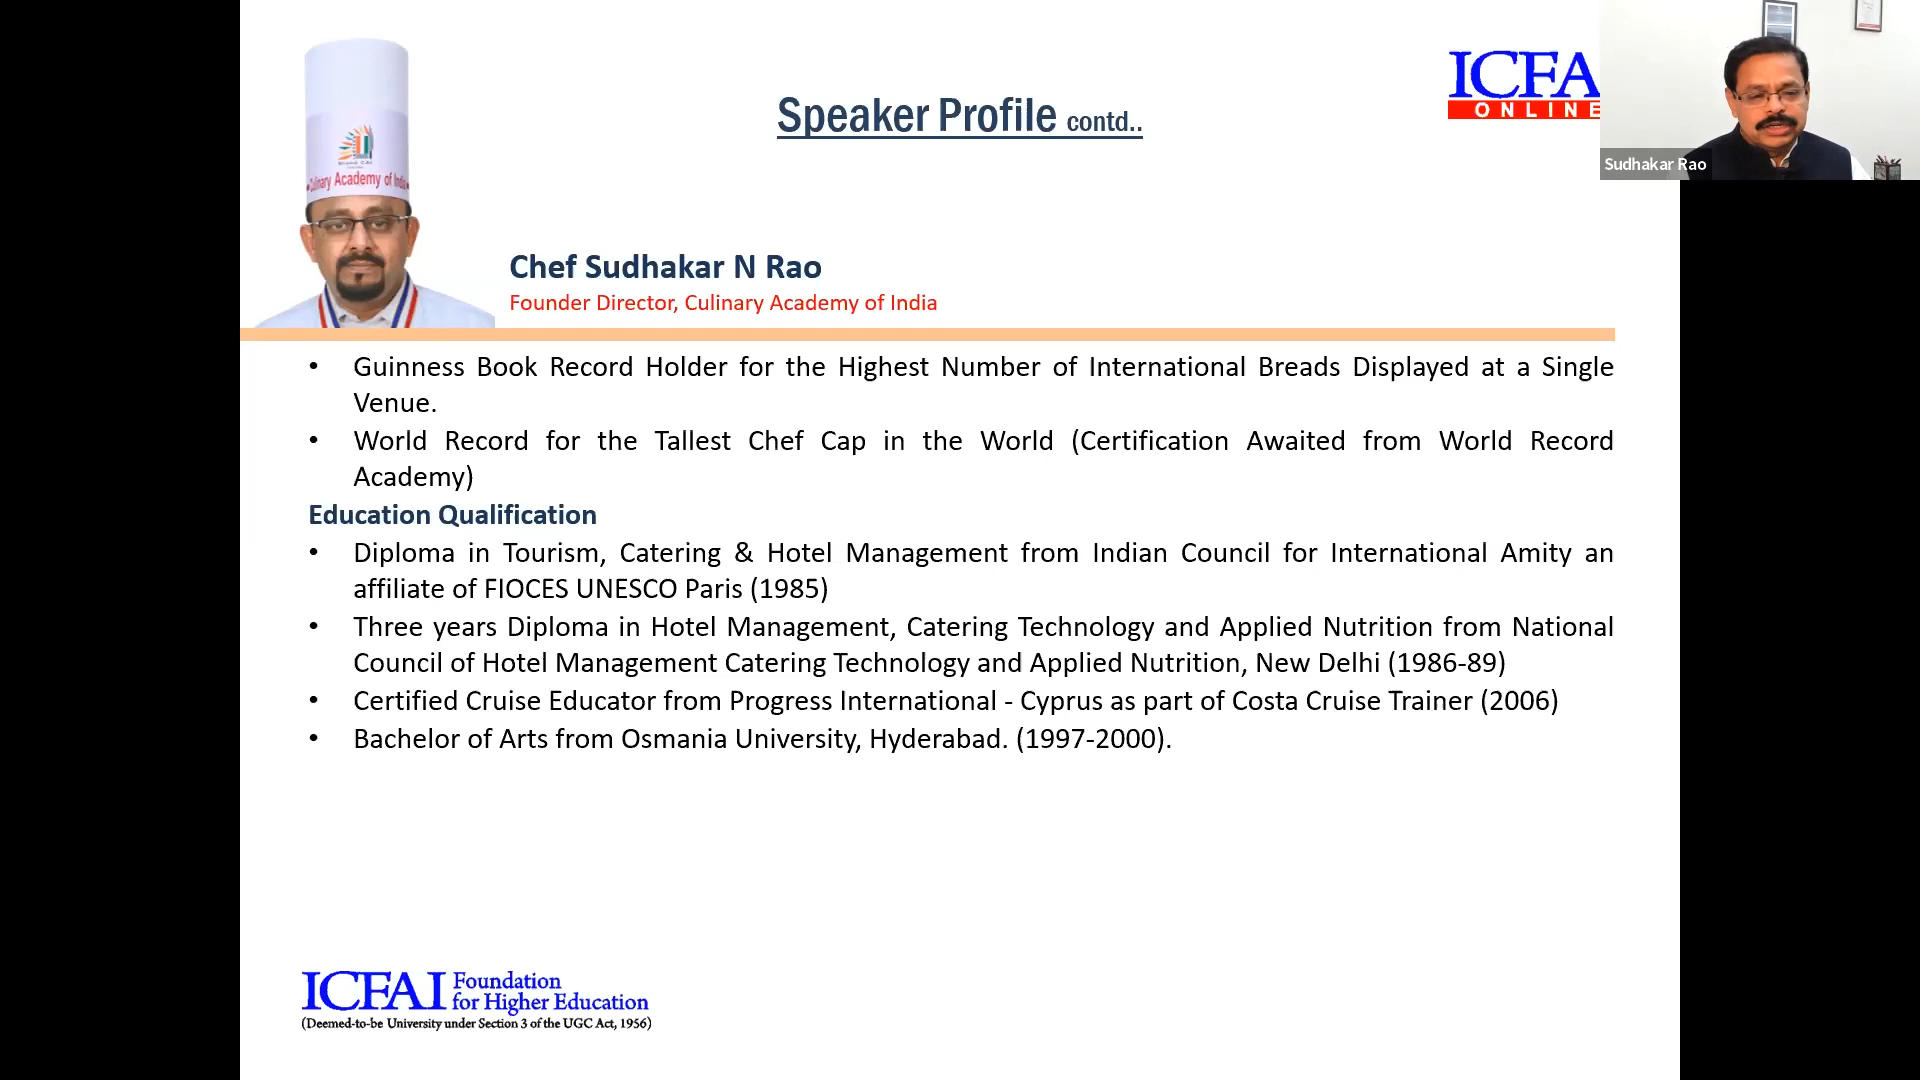 Culinary Academy of India
Speaker Profile contd..
ICFA
ONLINE
Sudhakar Rao
Chef Sudhakar N Rao
Founder Director, Culinary Academy of India
• Guinness Book Record Holder for the Highest Number of International Breads Displayed at a Single
Venue.
• World Record for the Tallest Chef Cap in the World (Certification Awaited from World Record
Academy)
Education Qualification
• Diploma in Tourism, Catering & Hotel Management from Indian Council for International Amity an
affiliate of FIOCES UNESCO Paris (1985)
• Three years Diploma in Hotel Management, Catering Technology and Applied Nutrition from National
Council of Hotel Management Catering Technology and Applied Nutrition, New Delhi (1986-89)
• Certified Cruise Educator from Progress International - Cyprus as part of Costa Cruise Trainer (2006)
• Bachelor of Arts from Osmania University, Hyderabad. (1997-2000).
ICFAI Foundation
for Higher Education
(Deemed-to-be University under Section 3 of the UGC Act, 1956)